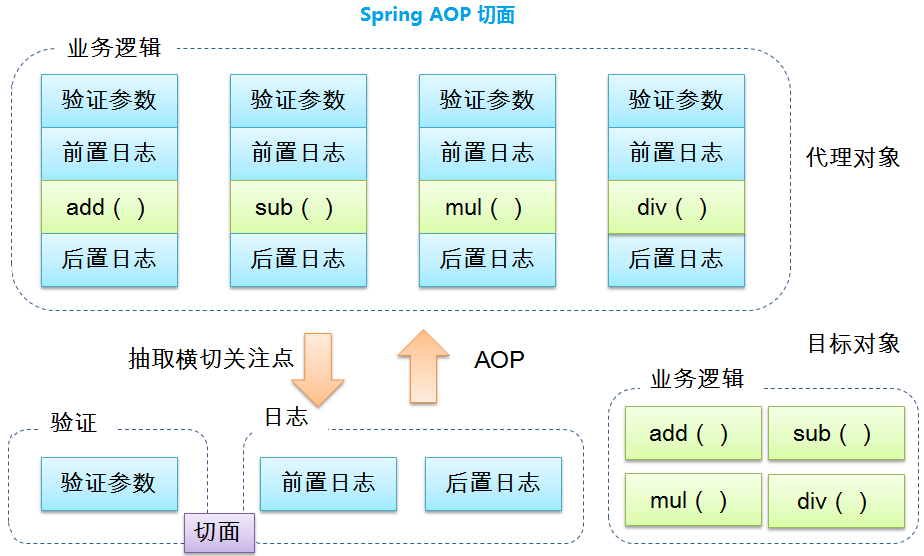 Spring AOP 切面
业务逻辑
验证参数 验证参数 验证参数 验证参数
前置日志 前置日志 前置日志 前置日志
add ( ) sub ( ) mul ( ) div ( )
后置日志 后置日志 后置日志 后置日志
代理对象
抽取横切关注点
AOP
目标对象
验证
日志
业务逻辑
验证参数
前置日志
后置日志
切面
add ( ) sub ( )
mul ( ) div ( )